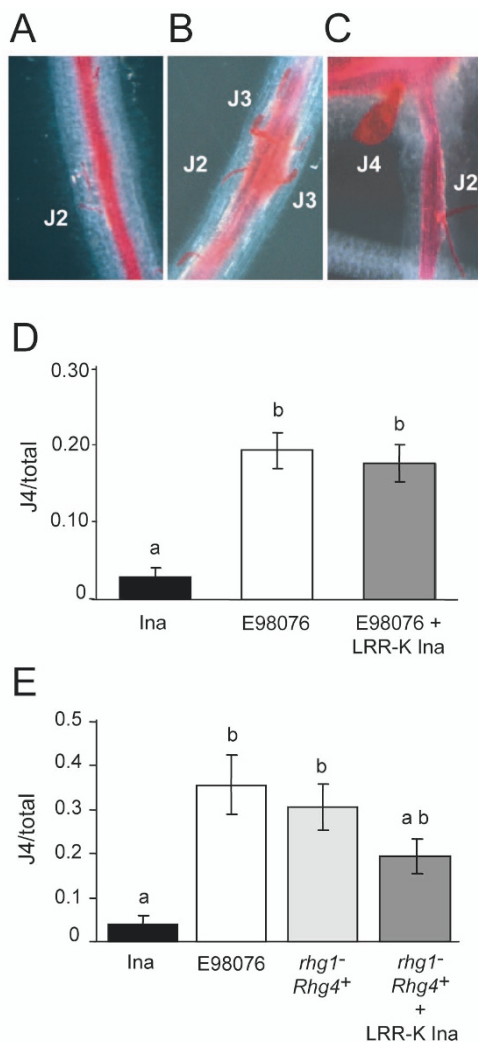 A B C
J2
J3
J2
J3
J4
J2
D
0.30
0.20
0.10
0
J4/total
a
b
b
Ina
E98076
E98076 +
LRR-K Ina
E
0.5
0.4
0.3
0.2
0.1
0
J4/total
a
b
b
a b
Ina
E98076
rhg1-
Rhg4+
rhg1-
Rhg4+
+
LRR-K Ina